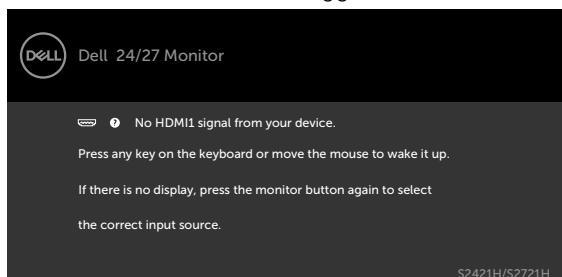 DELL
Dell 24/27 Monitor
? No HDMI1 signal from your device.
Press any key on the keyboard or move the mouse to wake it up.
If there is no display, press the monitor button again to select
the correct input source.
S2421H/S2721H